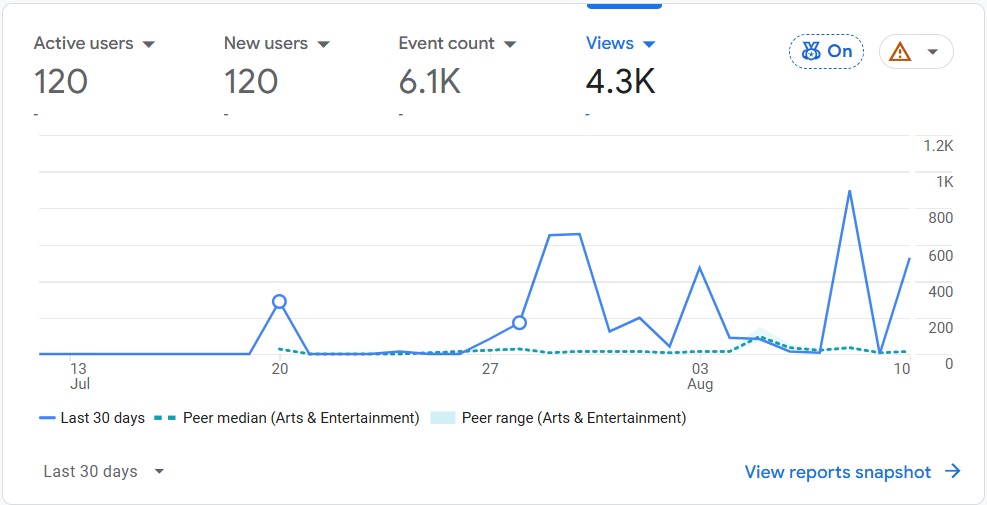 Active users New users Event count Views On
120 120 6.1K 4.3K
- - - -
1.2K
1K
800
600
400
200
0
13 20 27 03 10
Jul Aug
Last 30 days Peer median (Arts & Entertainment) Peer range (Arts & Entertainment)
Last 30 days View reports snapshot